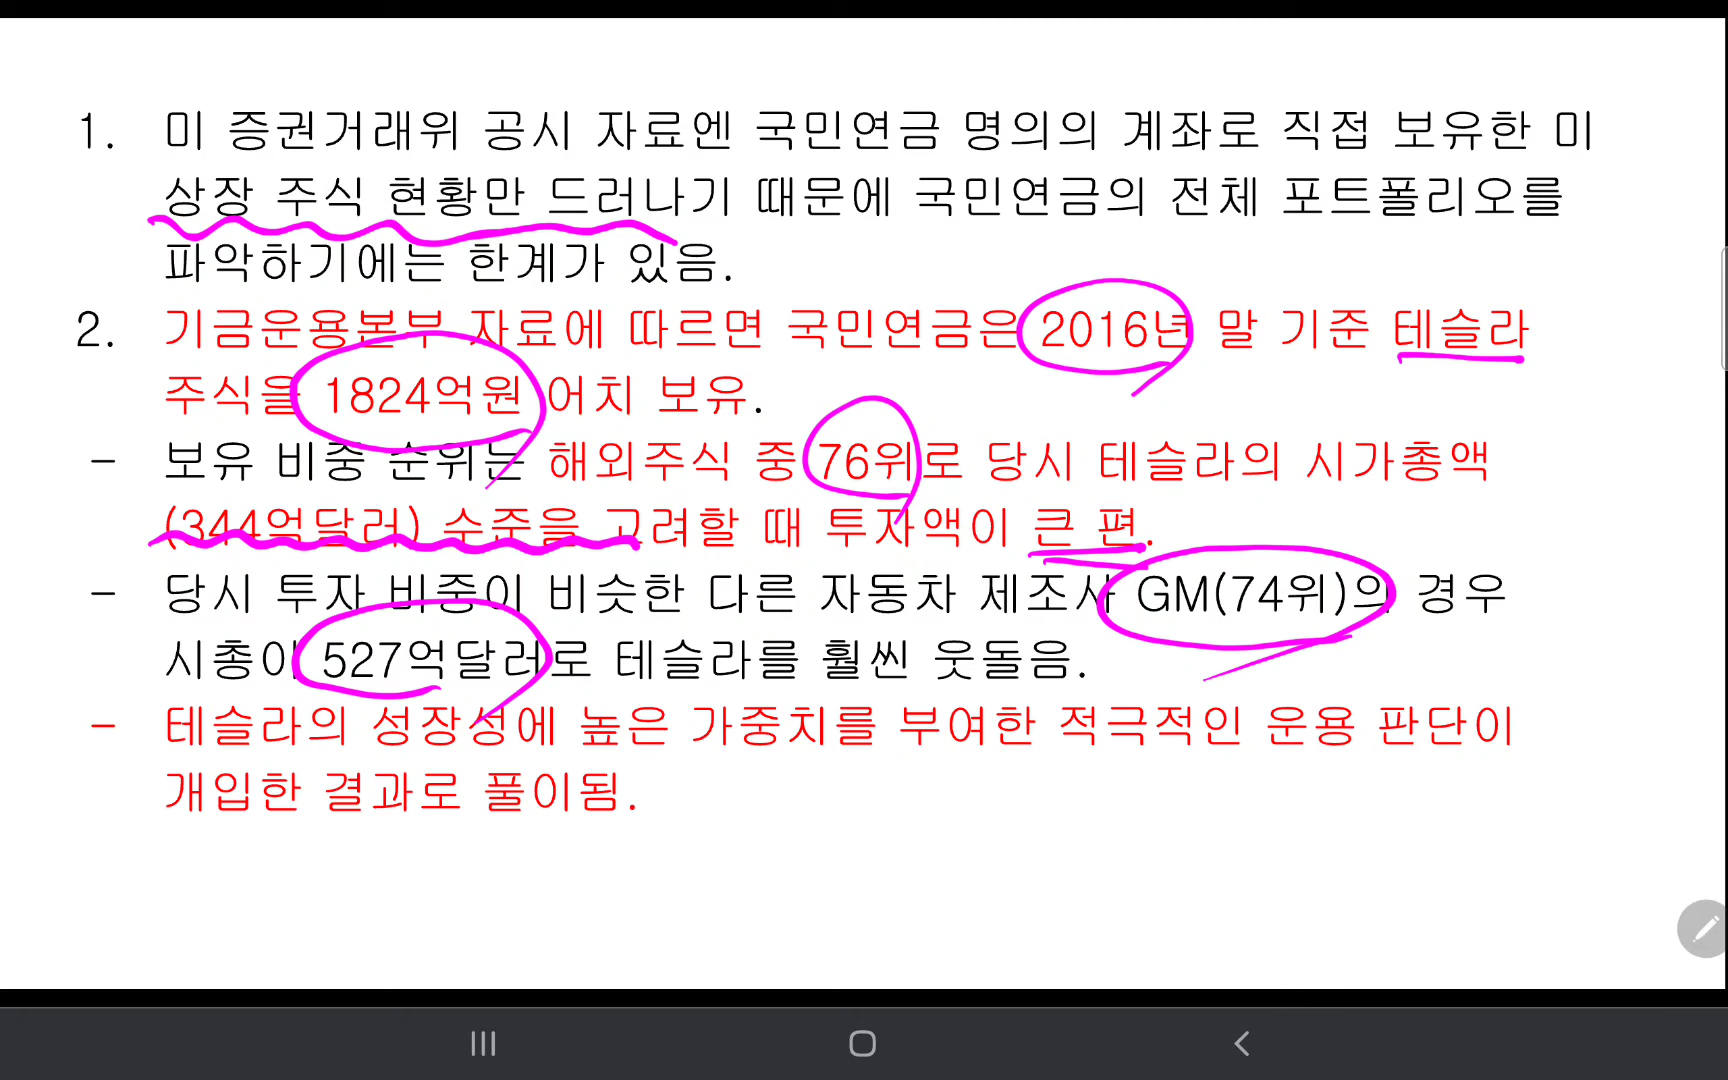 1. 미 증권거래위 공시 자료엔 국민연금 명의의 계좌로 직접 보유한 미
상장 주식 현황만 드러나기 때문에 국민연금의 전체 포트폴리오를
파악하기에는 한계가 있음.
2. 기금운용본부 자료에 따르면 국민연금은 2016년 말 기준 테슬라
주식을 1824억원 어치 보유.
- 보유 비중 순위는 해외주식 중 76위로 당시 테슬라의 시가총액
(344억달러) 수준을 고려할 때 투자액이 큰 편.
- 당시 투자 비중이 비슷한 다른 자동차 제조사 GM(74위)의 경우
시총이 527억달러로 테슬라를 훨씬 웃돌음.
- 테슬라의 성장성에 높은 가중치를 부여한 적극적인 운용 판단이
개입한 결과로 풀이됨.